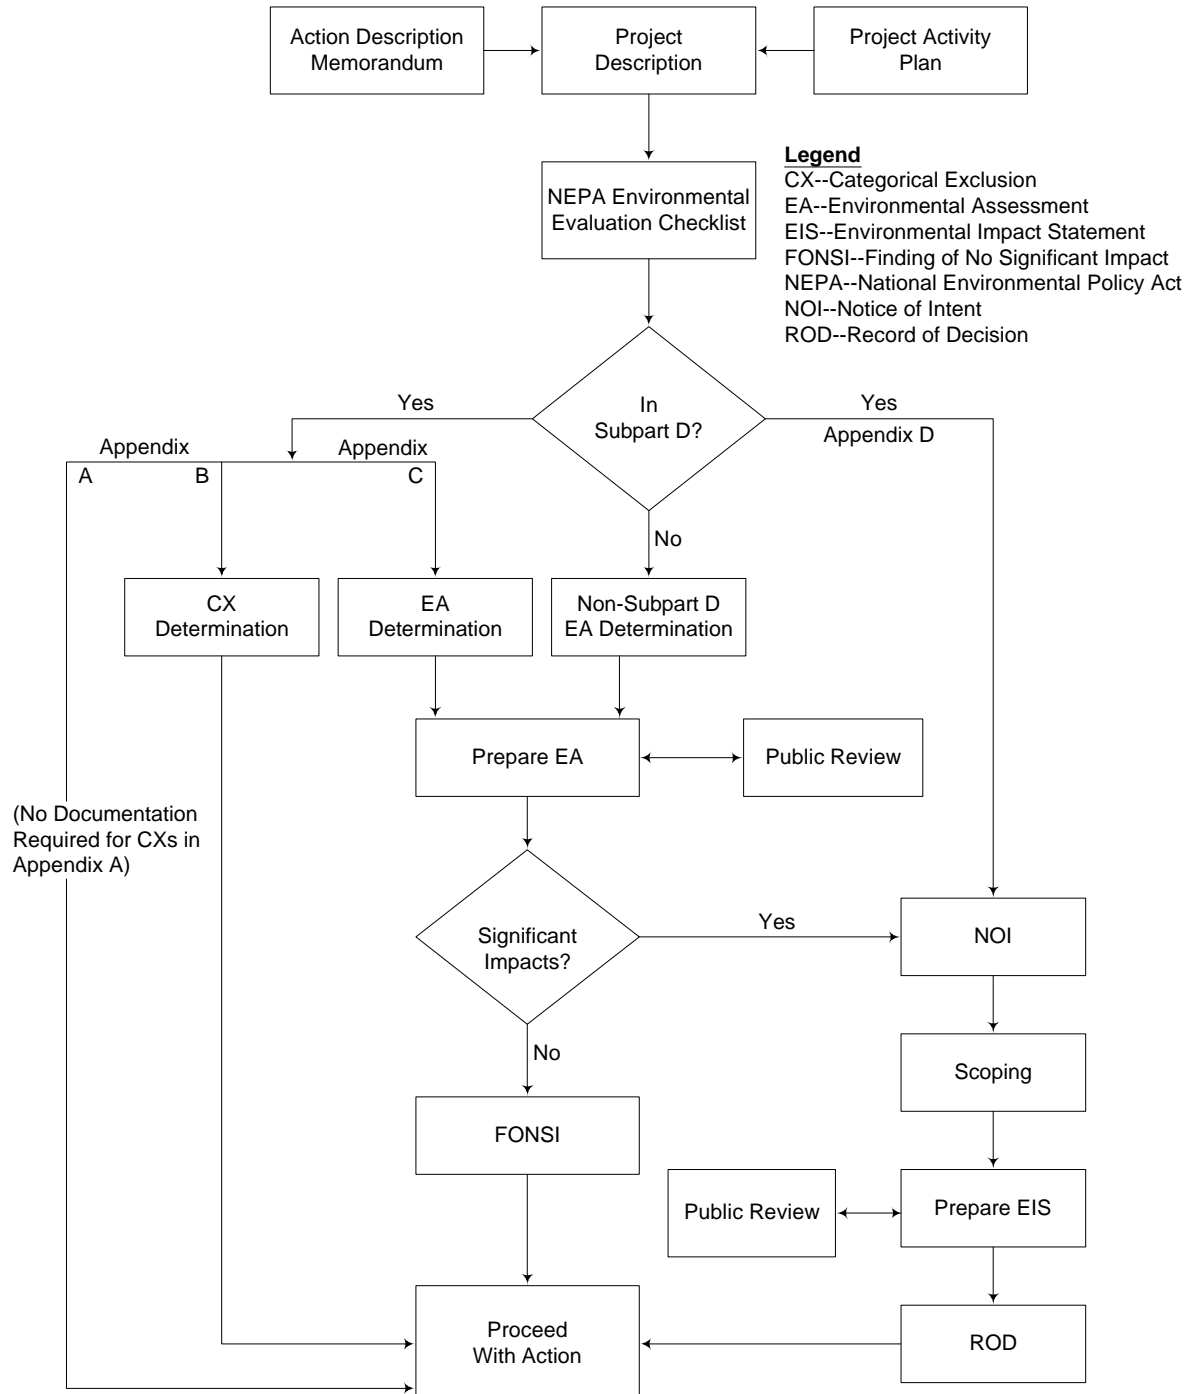 Action Description
Memorandum
Project
Description
Project Activity
Plan
NEPA Environmental
Evaluation Checklist
Legend
CX--Categorical Exclusion
EA--Environmental Assessment
EIS--Environmental Impact Statement
FONSI--Finding of No Significant Impact
NEPA--National Environmental Policy Act
NOI--Notice of Intent
ROD--Record of Decision
In
Subpart D?
Yes
Yes
Appendix D
Appendix
Appendix
A
B
C
No
CX
Determination
EA
Determination
Non-Subpart D
EA Determination
Prepare EA
Public Review
(No Documentation
Required for CXs in
Appendix A)
Significant
Impacts?
Yes
NOI
No
Scoping
FONSI
Public Review
Prepare EIS
Proceed
With Action
ROD